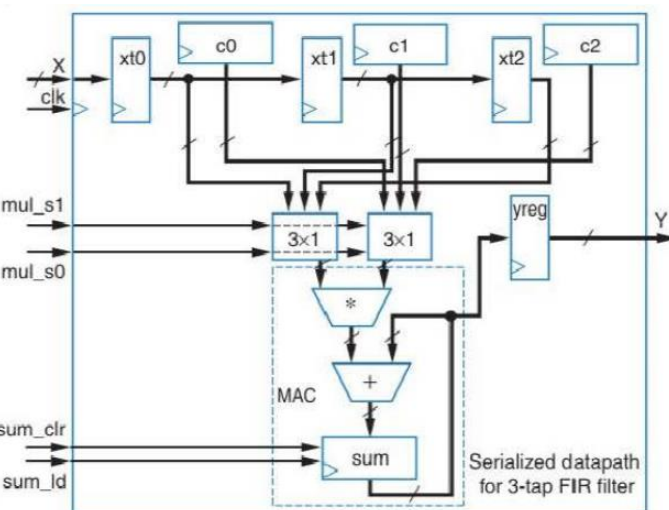 xt0
c0
xt1
c1
xt2
c2
X
clk
mul_s1
mul_s0
3×1
3×1
yreg
Y
*
MAC
+
sum_clr
sum_ld
sum
Serialized datapath
for 3-tap FIR filter